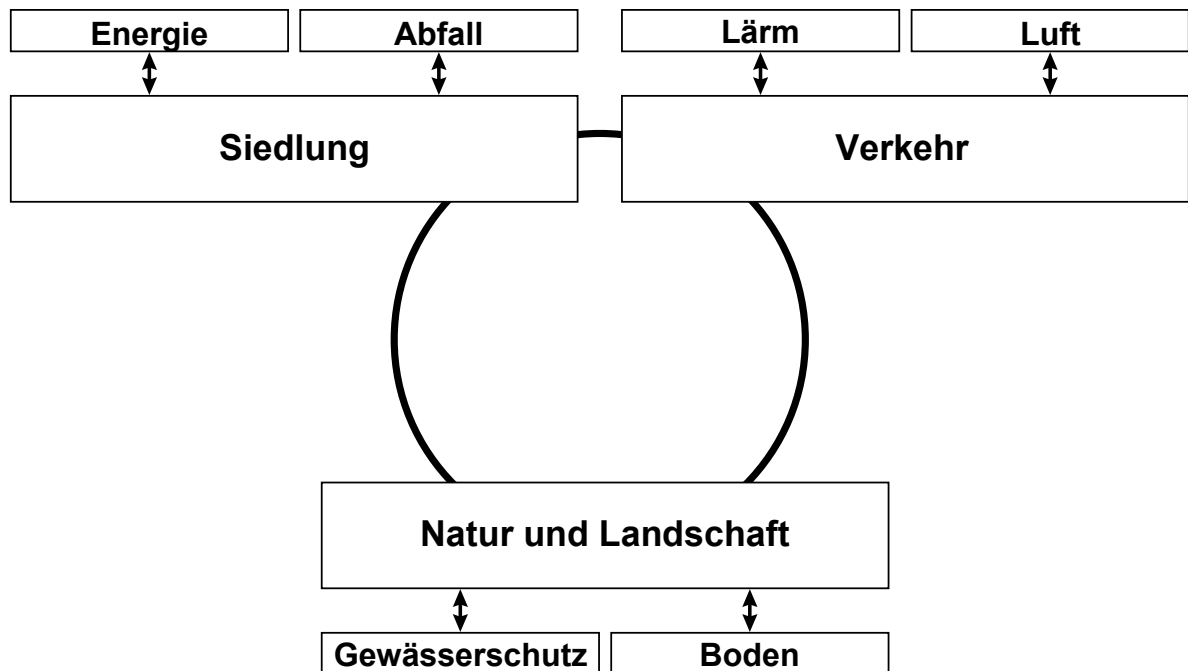 Energie
Abfall
Lärm
Luft
Siedlung
Verkehr
Natur und Landschaft
Gewässerschutz
Boden